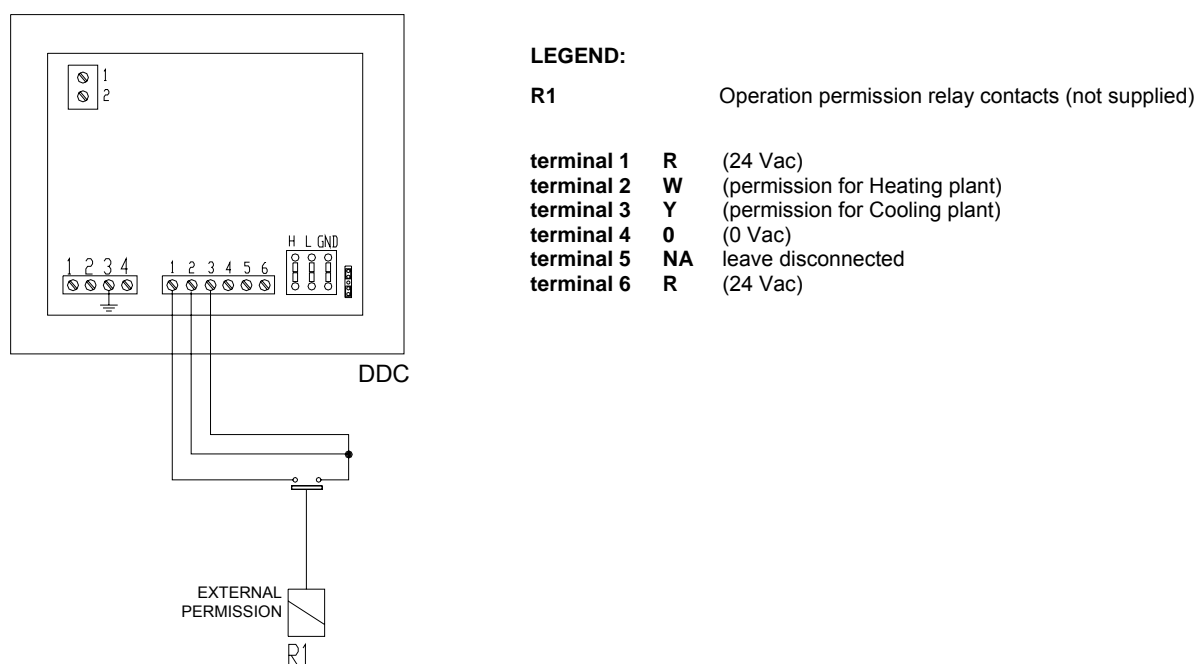 1
2
H L GND
1 2 3 4
1 2 3 4 5 6
DDC
EXTERNAL
PERMISSION
R1
LEGEND:
R1 Operation permission relay contacts (not supplied)
terminal 1 R (24 Vac)
terminal 2 W (permission for Heating plant)
terminal 3 Y (permission for Cooling plant)
terminal 4 0 (0 Vac)
terminal 5 NA leave disconnected
terminal 6 R (24 Vac)